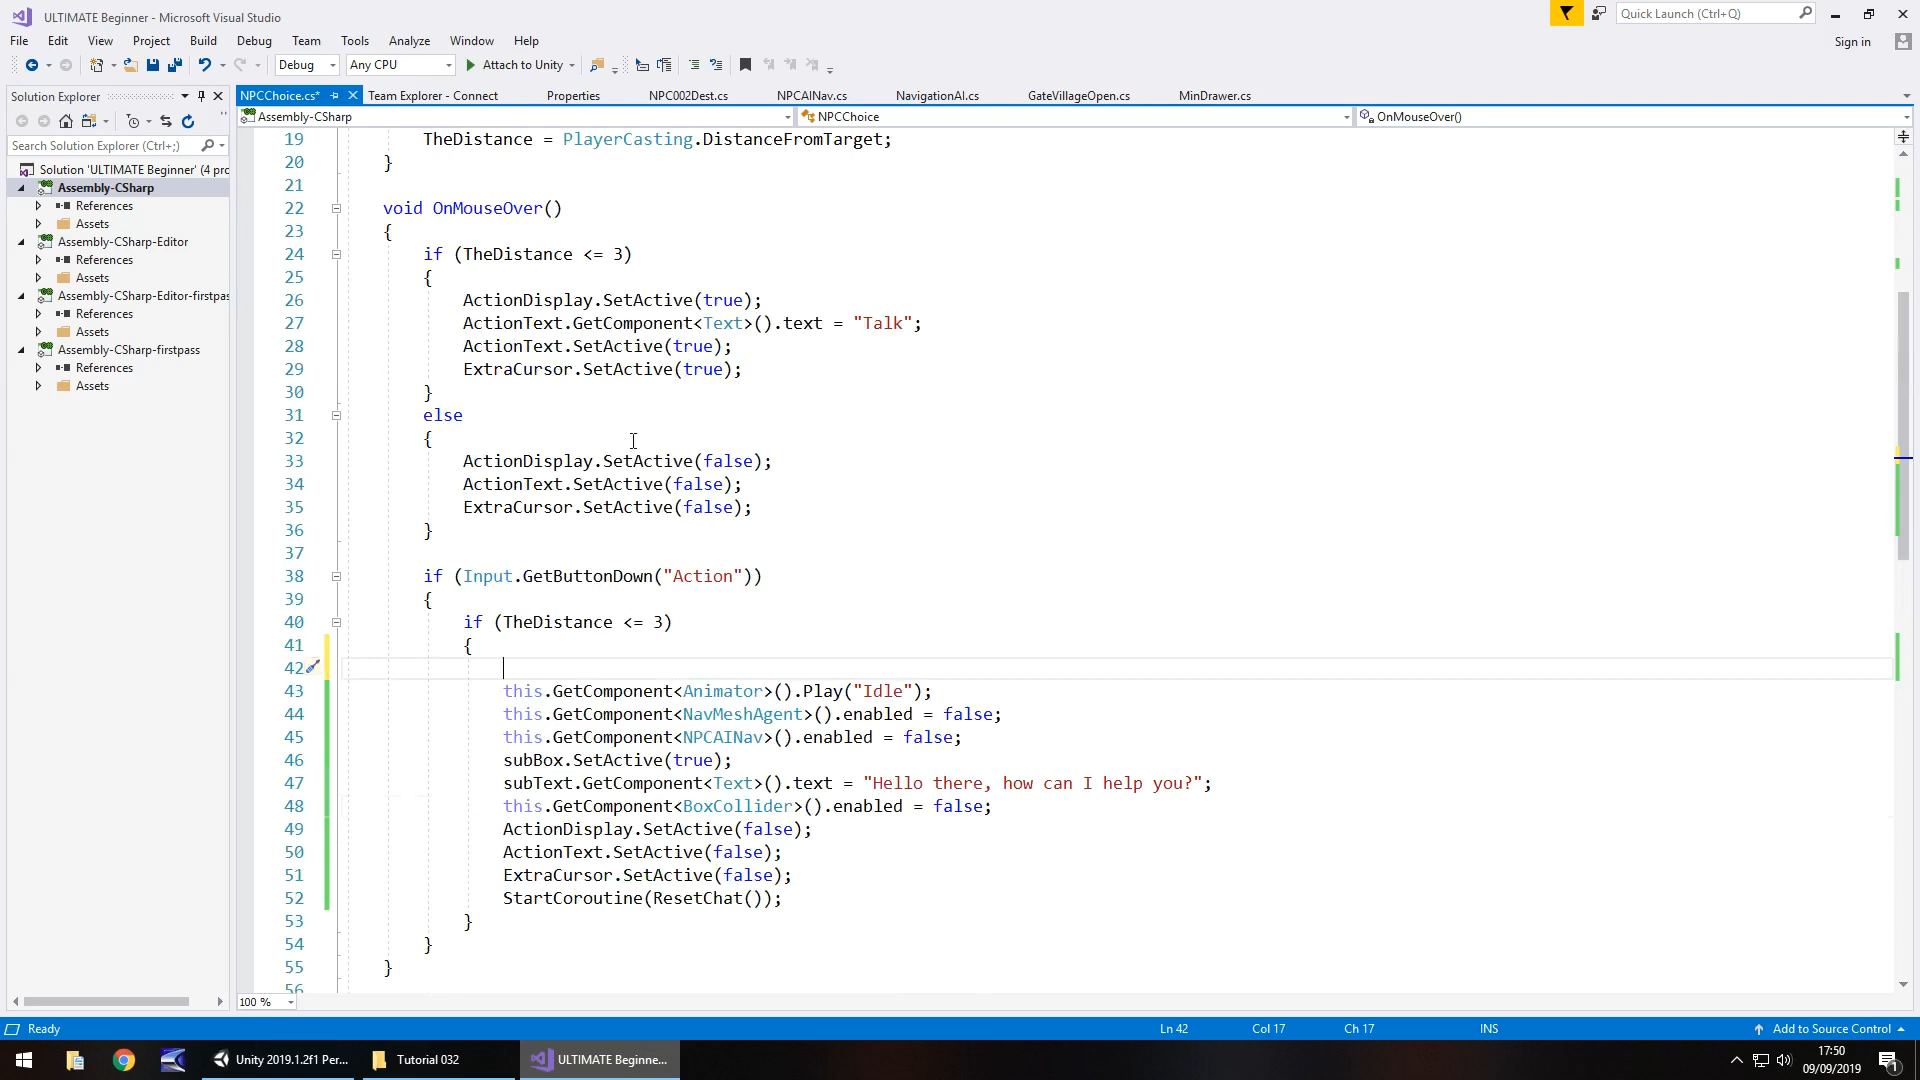 ULTIMATE Beginner - Microsoft Visual Studio
Quick Launch (Ctrl+Q)
File Edit View Project Build Debug Team Tools Analyze Window Help
Sign in
Debug Any CPU Attach to Unity
Solution Explorer
NPCChoice.cs* Team Explorer - Connect Properties NPC002Dest.cs NPCAINav.cs NavigationAI.cs GateVillageOpen.cs MinDrawer.cs
Assembly-CSharp NPCChoice OnMouseOver()
Search Solution Explorer (Ctrl+;)
Solution 'ULTIMATE Beginner' (4 pro
Assembly-CSharp
References
Assets
Assembly-CSharp-Editor
References
Assets
Assembly-CSharp-Editor-firstpas
References
Assets
Assembly-CSharp-firstpass
References
Assets
19 TheDistance = PlayerCasting.DistanceFromTarget;
20 }
21
22 void OnMouseOver()
23 {
24 if (TheDistance <= 3)
25 {
26 ActionDisplay.SetActive(true);
27 ActionText.GetComponent<Text>().text = "Talk";
28 ActionText.SetActive(true);
29 ExtraCursor.SetActive(true);
30 }
31 else
32 {
33 ActionDisplay.SetActive(false);
34 ActionText.SetActive(false);
35 ExtraCursor.SetActive(false);
36 }
37
38 if (Input.GetButtonDown("Action"))
39 {
40 if (TheDistance <= 3)
41 {
42
43 this.GetComponent<Animator>().Play("Idle");
44 this.GetComponent<NavMeshAgent>().enabled = false;
45 this.GetComponent<NPCAINav>().enabled = false;
46 subBox.SetActive(true);
47 subText.GetComponent<Text>().text = "Hello there, how can I help you?";
48 this.GetComponent<BoxCollider>().enabled = false;
49 ActionDisplay.SetActive(false);
50 ActionText.SetActive(false);
51 ExtraCursor.SetActive(false);
52 StartCoroutine(ResetChat());
53 }
54 }
55 }
56
100 %
Ready Ln 42 Col 17 Ch 17 INS Add to Source Control
Unity 2019.1.2f1 Per... Tutorial 032 ULTIMATE Beginne...
17:50
09/09/2019
1